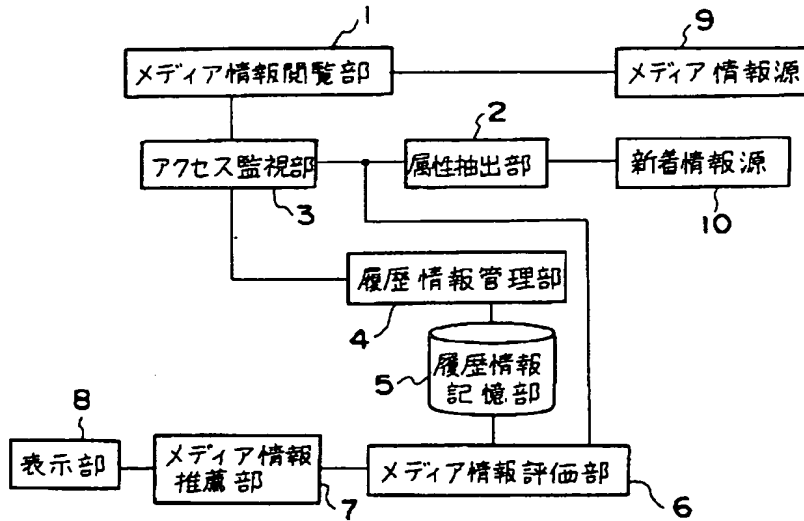 1
9
メディア情報閲覧部
メディア情報源
2
アクセス監視部
属性抽出部
新着情報源
3
10
履歴情報管理部
4
5
履歴情報
記憶部
8
表示部
メディア情報
推薦部
メディア情報評価部
7
6